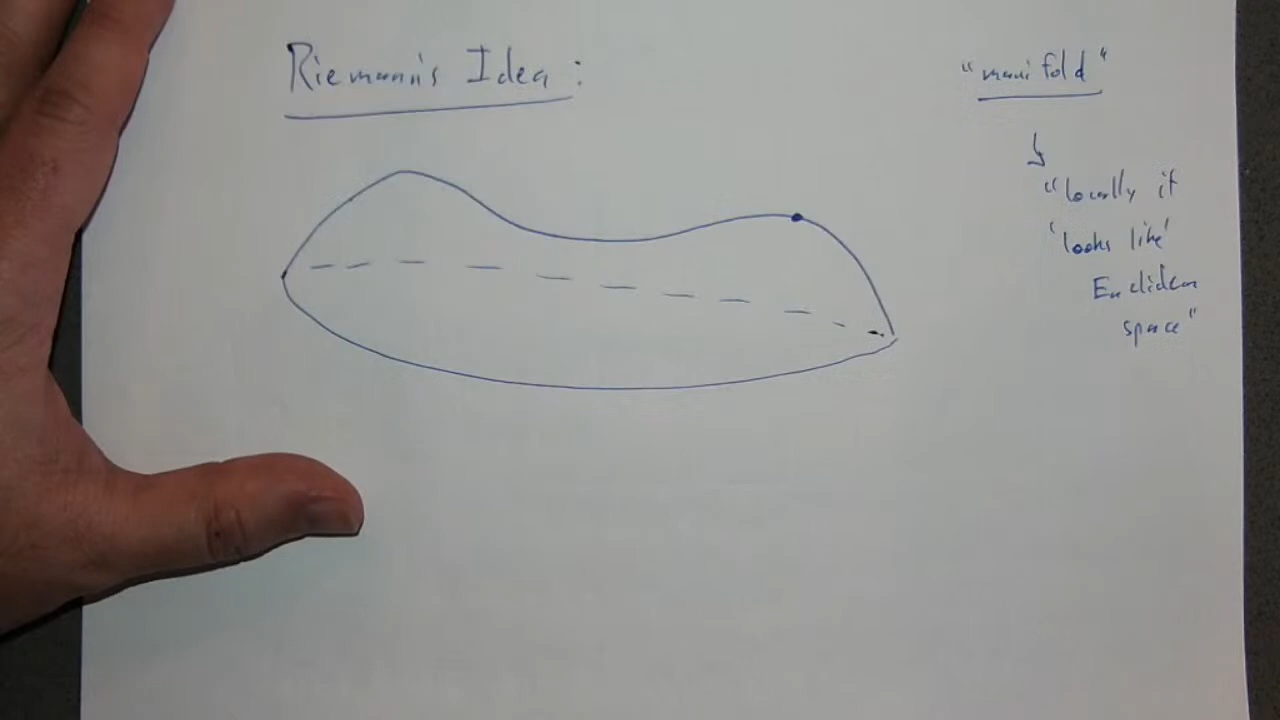 Riemann's Idea:
"manifold"
"locally it
'looks like'
Euclidean
space"